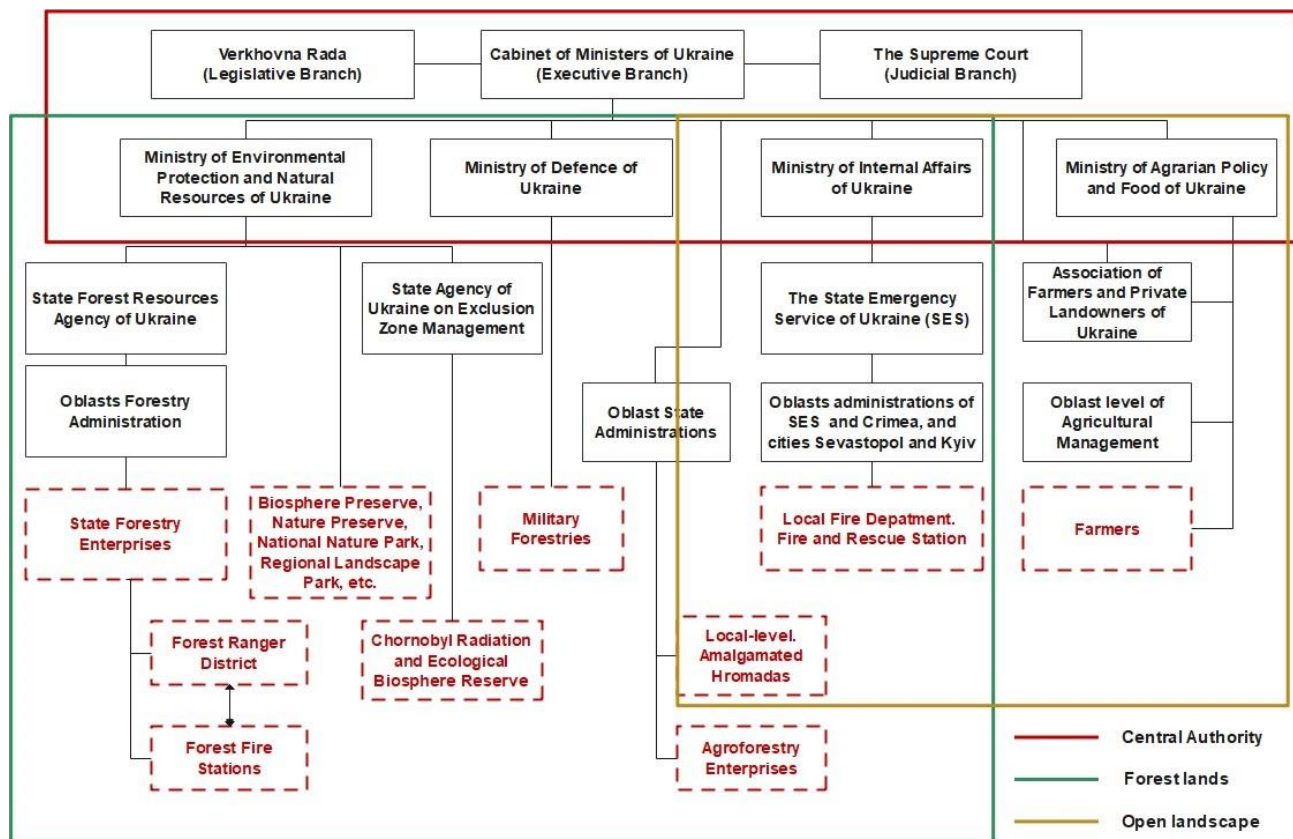 Verkhovna Rada
(Legislative Branch)
Cabinet of Ministers of Ukraine
(Executive Branch)
The Supreme Court
(Judicial Branch)
Ministry of Environmental
Protection and Natural
Resources of Ukraine
Ministry of Defence of
Ukraine
Ministry of Internal Affairs
of Ukraine
Ministry of Agrarian Policy
and Food of Ukraine
State Forest Resources
Agency of Ukraine
State Agency of
Ukraine on Exclusion
Zone Management
The State Emergency
Service of Ukraine (SES)
Association of
Farmers and Private
Landowners of
Ukraine
Oblasts Forestry
Administration
Oblast State
Administrations
Oblasts administrations of
SES and Crimea, and
cities Sevastopol and Kyiv
Oblast level of
Agricultural
Management
State Forestry
Enterprises
Biosphere Preserve,
Nature Preserve,
National Nature Park,
Regional Landscape
Park, etc.
Military
Forestries
Local Fire Depatment.
Fire and Rescue Station
Farmers
Forest Ranger
District
Chornobyl Radiation
and Ecological
Biosphere Reserve
Local-level.
Amalgamated
Hromadas
Forest Fire
Stations
Agroforestry
Enterprises
Central Authority
Forest lands
Open landscape